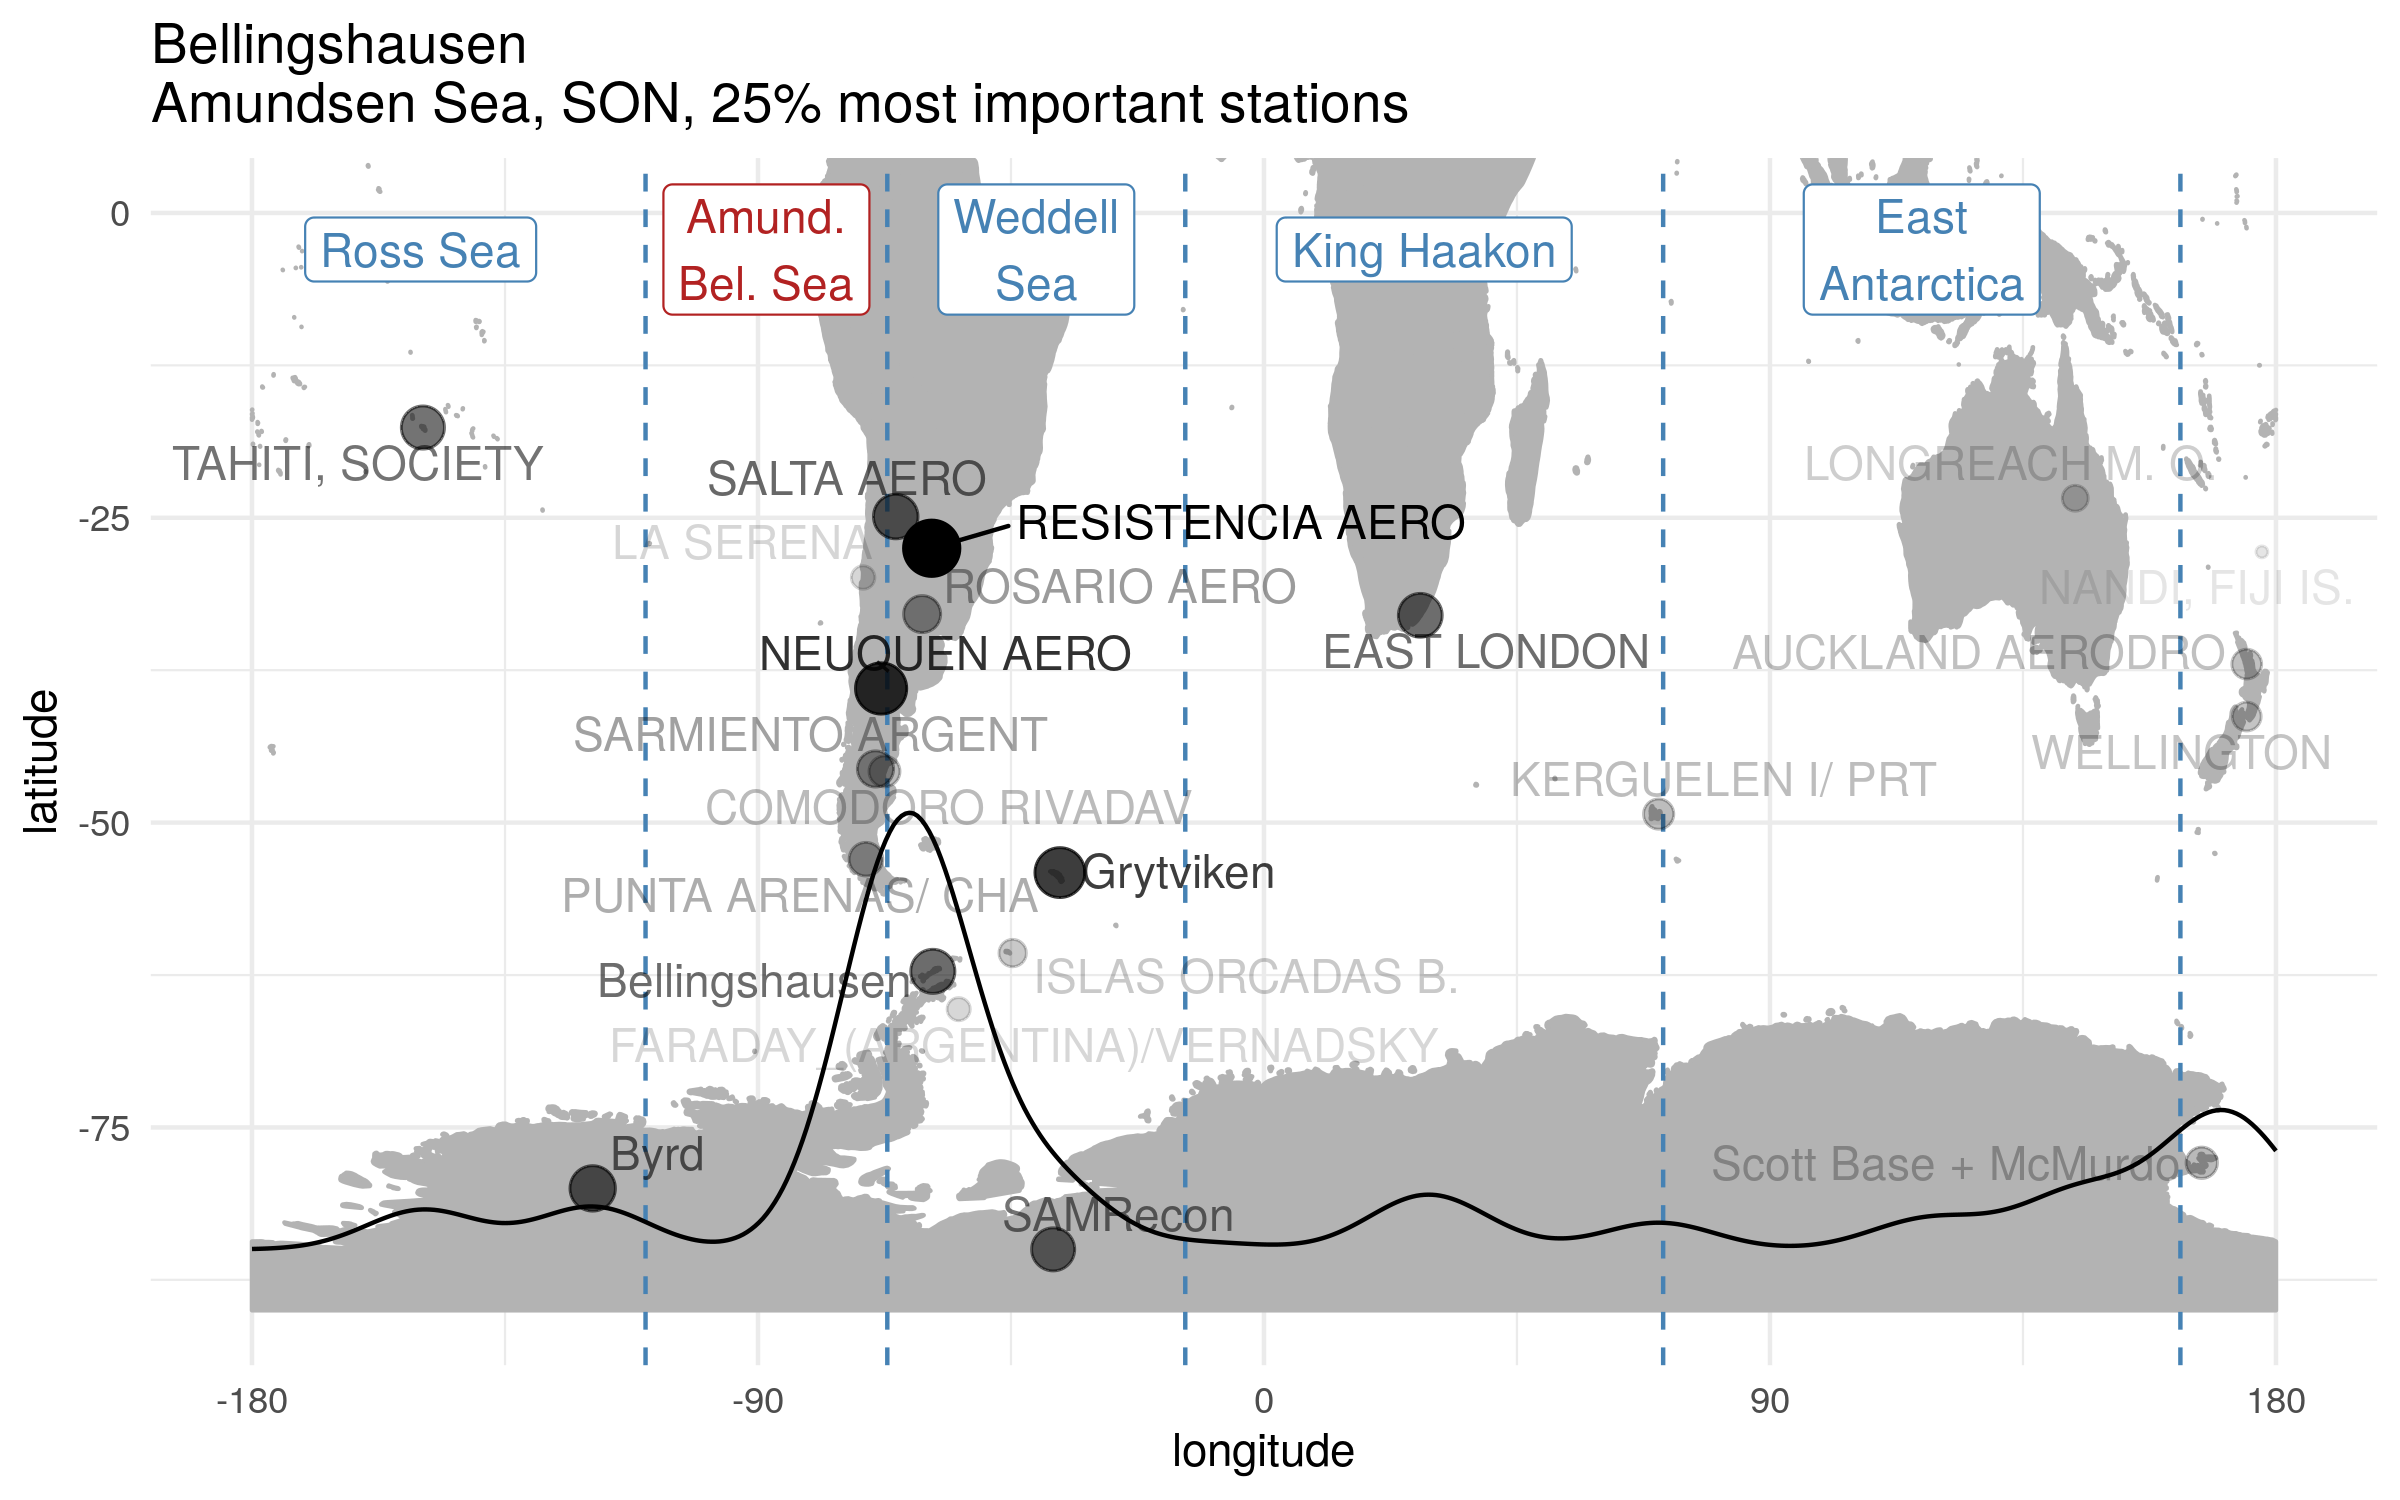 Bellingshausen
Amundsen Sea, SON, 25% most important stations
Ross Sea
Amund.
Bel. Sea
Weddell
Sea
King Haakon
East
Antarctica
TAHITI, SOCIETY
SALTA AERO
LONGREACH M. O.
LA SERENA
RESISTENCIA AERO
ROSARIO AERO
NANDI, FIJI IS.
NEUQUEN AERO
EAST LONDON
AUCKLAND AERODRO
SARMIENTO ARGENT
WELLINGTON
KERGUELEN I/ PRT
COMODORO RIVADAV
Grytviken
PUNTA ARENAS/ CHA
Bellingshausen
ISLAS ORCADAS B.
FARADAY_(ARGENTINA)/VERNADSKY
Byrd
Scott Base + McMurdo
SAMRecon
0
-25
-50
-75
latitude
-180
-90
0
90
180
longitude